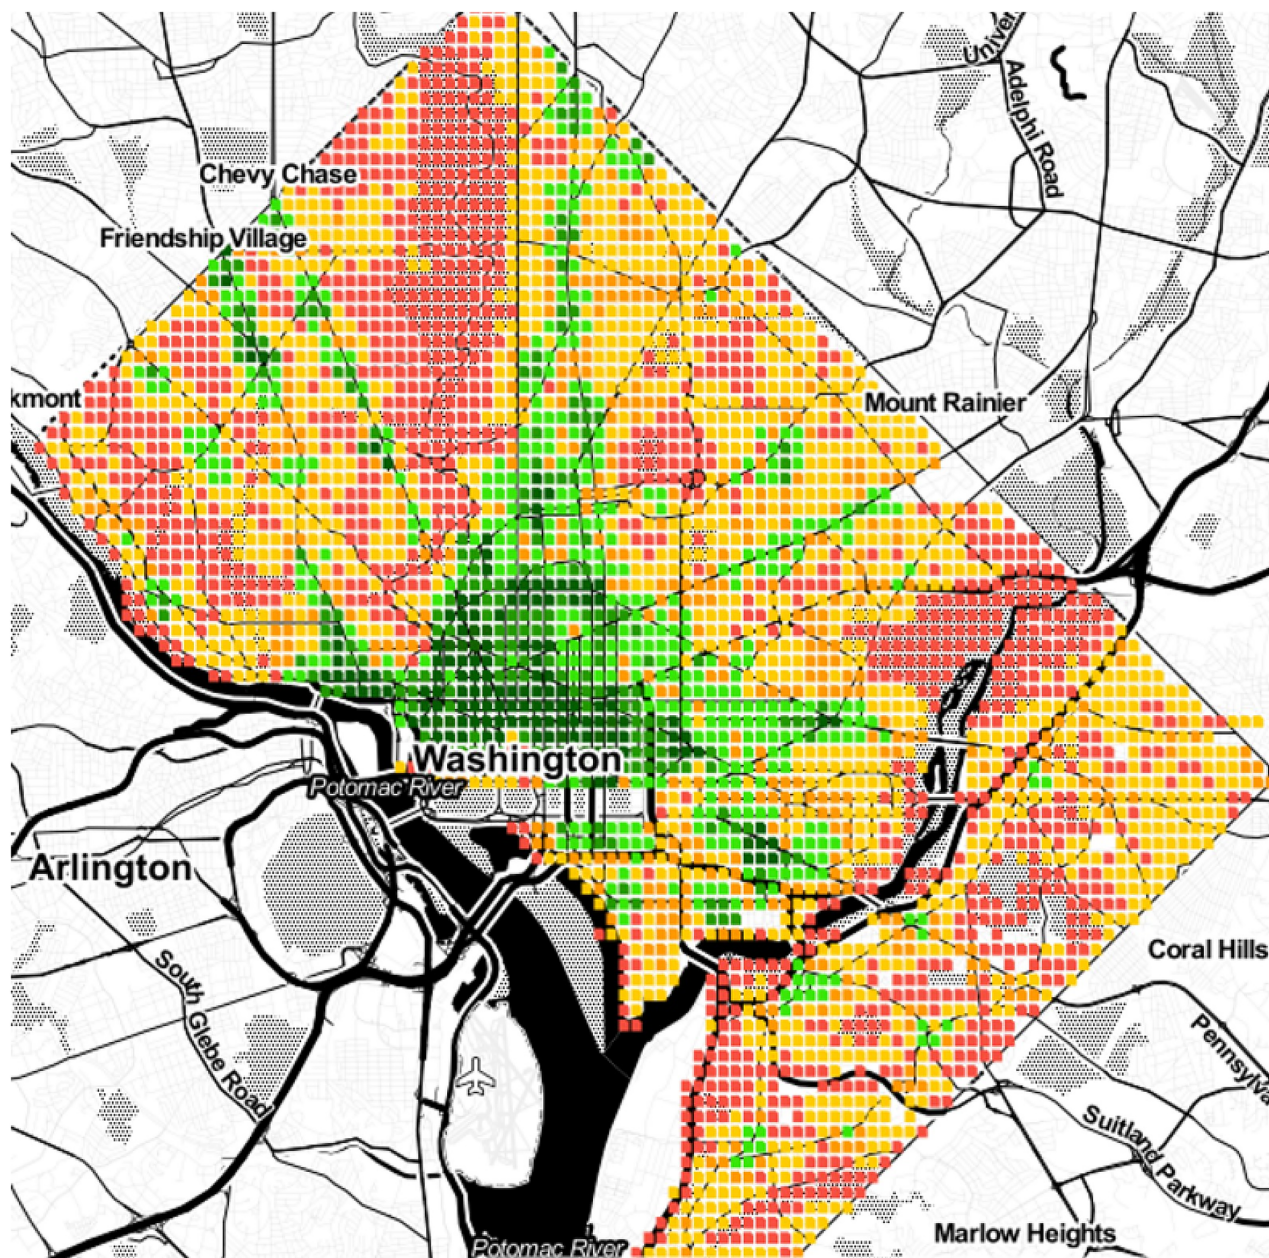 Univer
Adelphi Road
Chevy Chase
Friendship Village
kmont
Mount Rainier
Washington
Potomac River
Arlington
Coral Hills
South Glebe Road
Pennsylva
Suitland Parkway
Marlow Heights
Potomac River